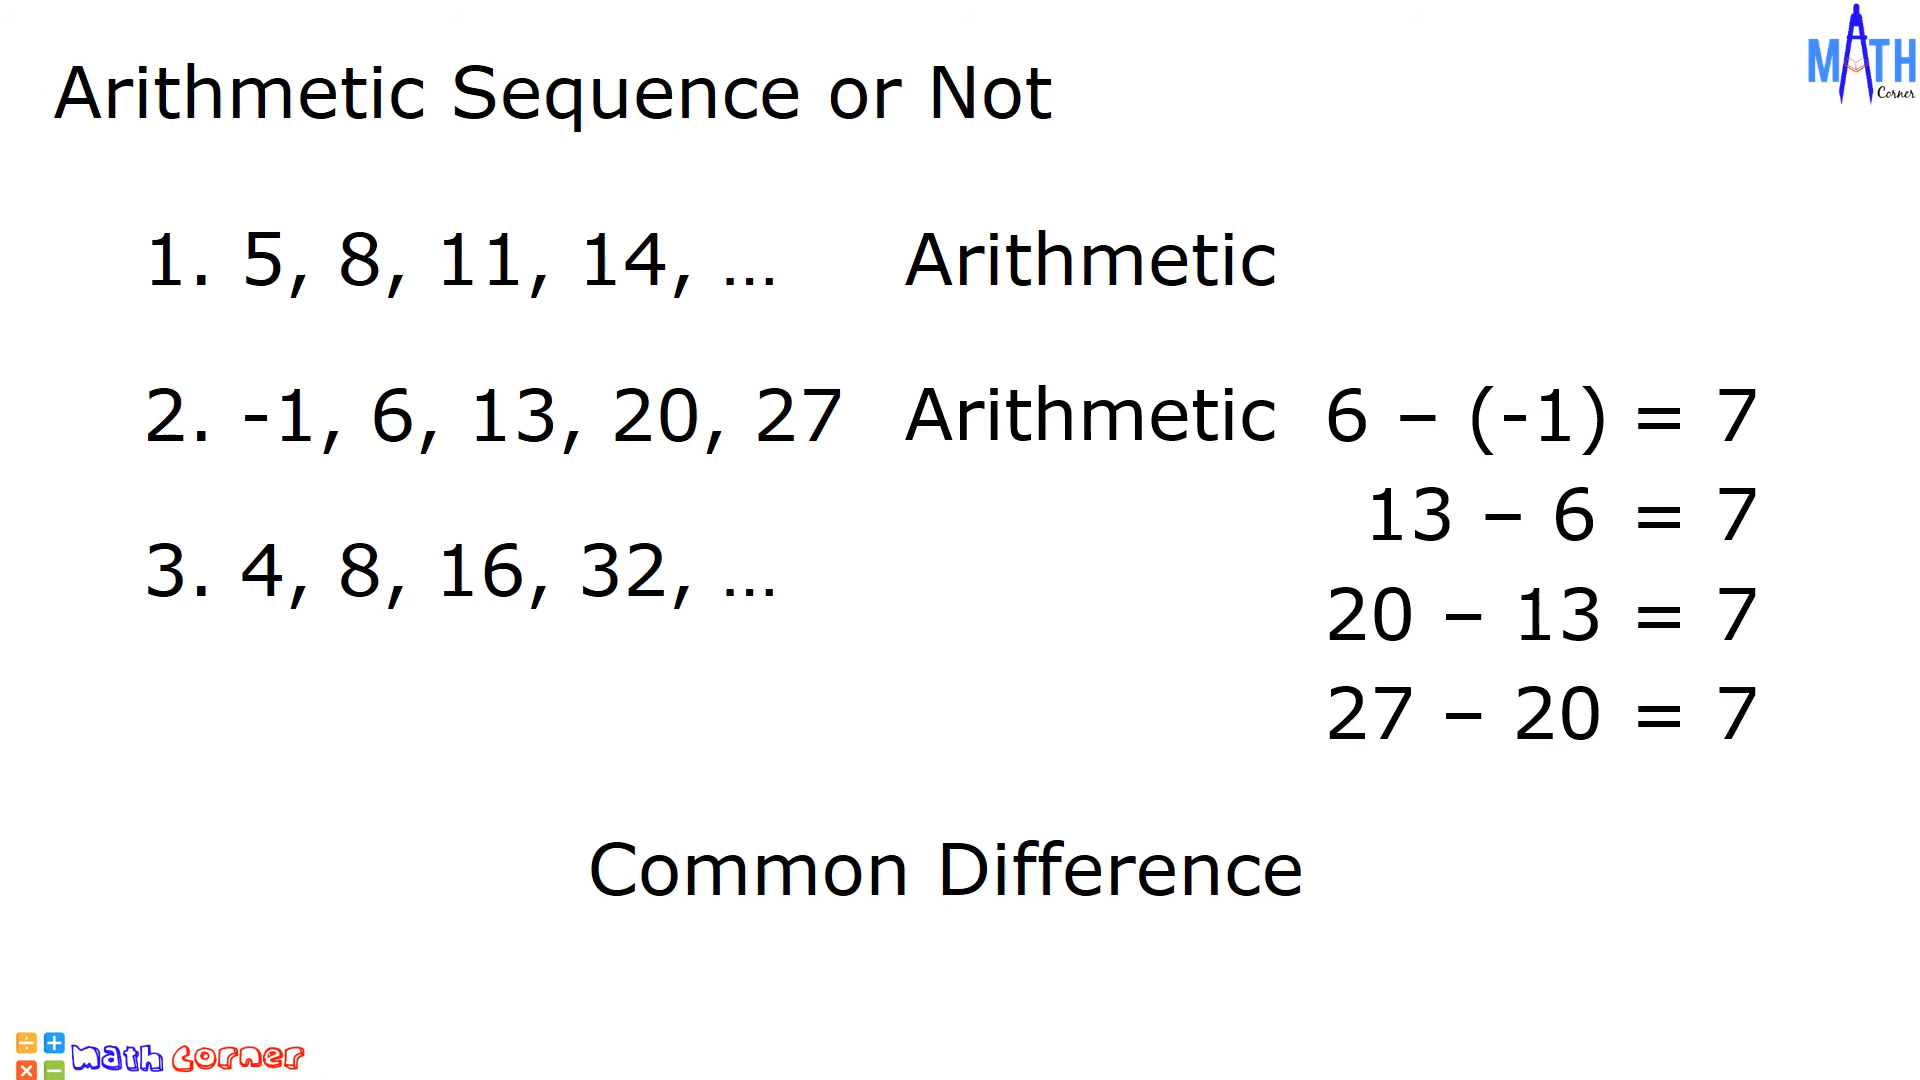 MATH
Corner
Arithmetic Sequence or Not
1. 5, 8, 11, 14, … Arithmetic
2. -1, 6, 13, 20, 27 Arithmetic 6 – (-1) = 7
13 – 6 = 7
3. 4, 8, 16, 32, …
20 – 13 = 7
27 – 20 = 7
Common Difference
÷ +
× −
math corner